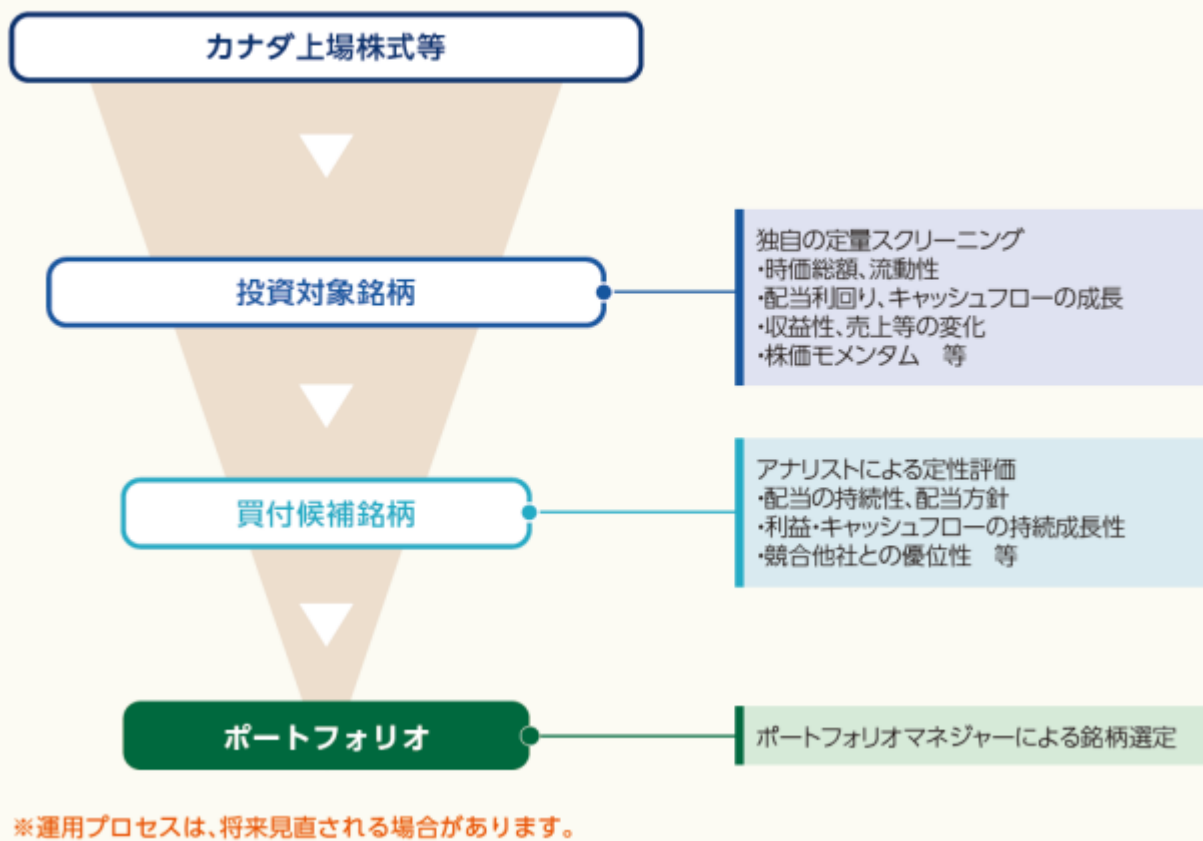 カナダ上場株式等
投資対象銘柄
独自の定量スクリーニング
・時価総額、流動性
・配当利回り、キャッシュフローの成長
・収益性、売上等の変化
・株価モメンタム　等
買付候補銘柄
アナリストによる定性評価
・配当の持続性、配当方針
・利益・キャッシュフローの持続成長性
・競合他社との優位性　等
ポートフォリオ
ポートフォリオマネジャーによる銘柄選定
※運用プロセスは、将来見直される場合があります。